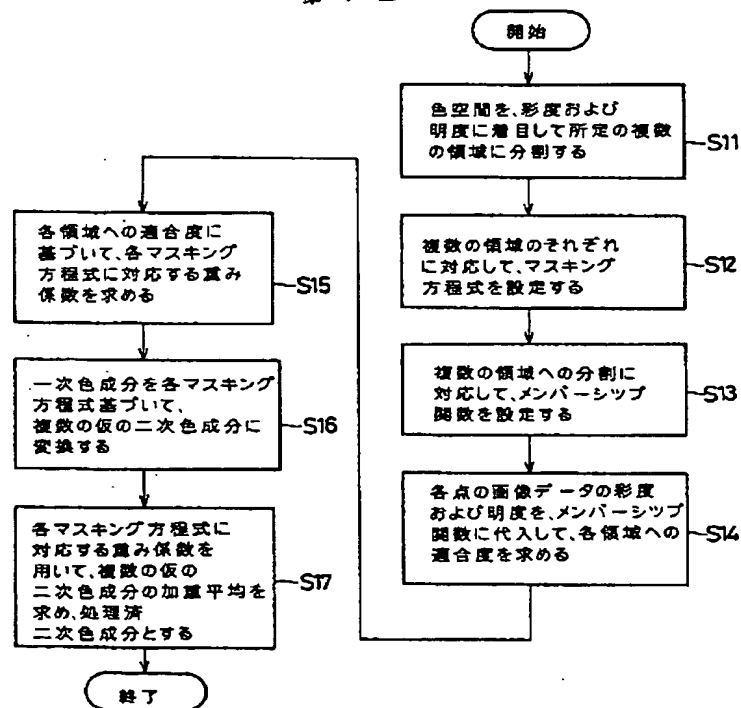 開始
色空間を、彩度および
明度に着目して所定の複数
の領域に分割する
S11
複数の領域のそれぞれ
に対応して、マスキング
方程式を設定する
S12
複数の領域への分割に
対応して、メンバーシツプ
関数を設定する
S13
各点の画像データの彩度
および明度を、メンバーシツプ
関数に代入して、各領域への
適合度を求める
S14
各領域への適合度に
基づいて、各マスキング
方程式に対応する重み
係数を求める
S15
一次色成分を各マスキング
方程式基づいて、
複数の仮の二次色成分に
変換する
S16
各マスキング方程式に
対応する重み係数を
用いて、複数の仮の
二次色成分の加重平均を
求め、処理済
二次色成分とする
S17
終了